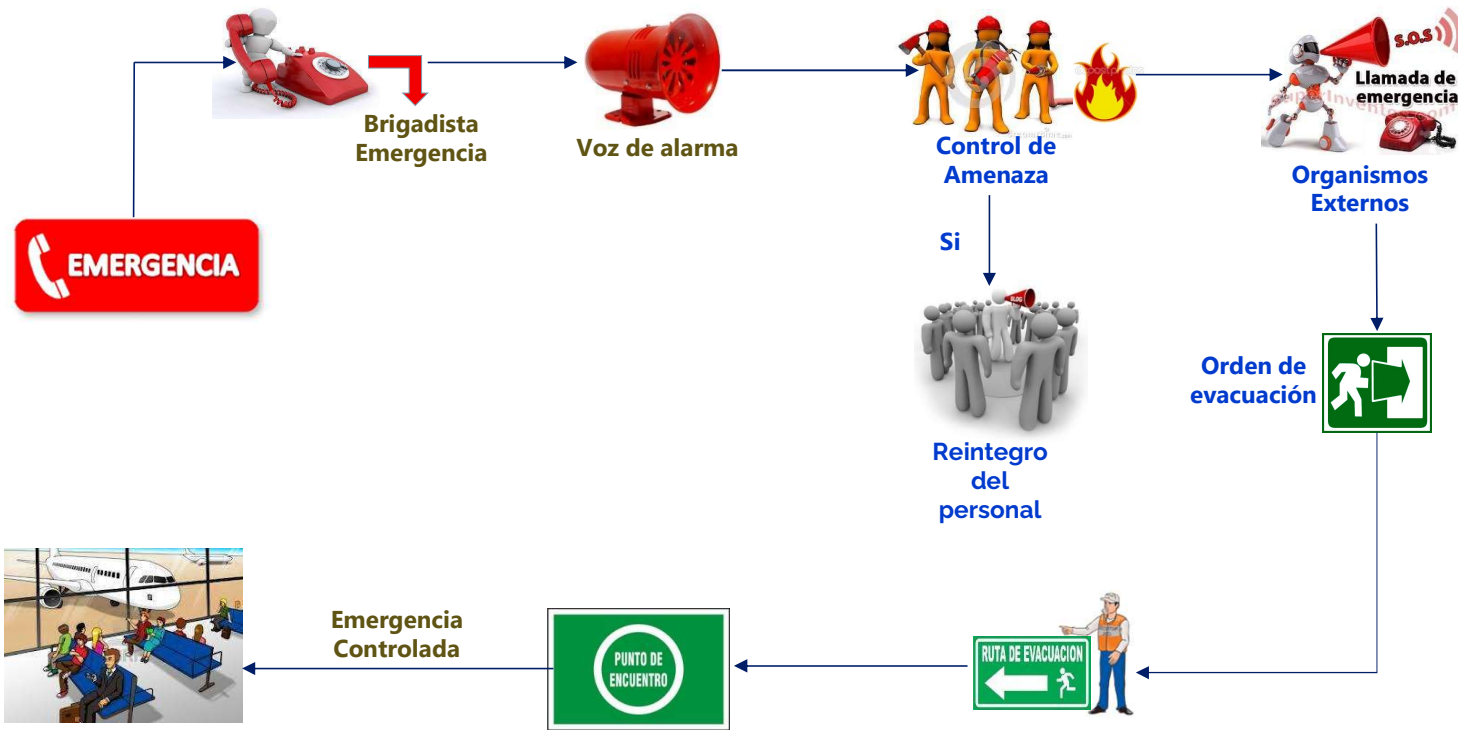 S.O.S
Llamada de
emergencia
Brigadista
Emergencia
Voz de alarma
Control de
Amenaza
Organismos
Externos
EMERGENCIA
Si
BLOG
Orden de
evacuación
Reintegro
del
personal
Emergencia
Controlada
PUNTO DE
ENCUENTRO
RUTA DE EVACUACION